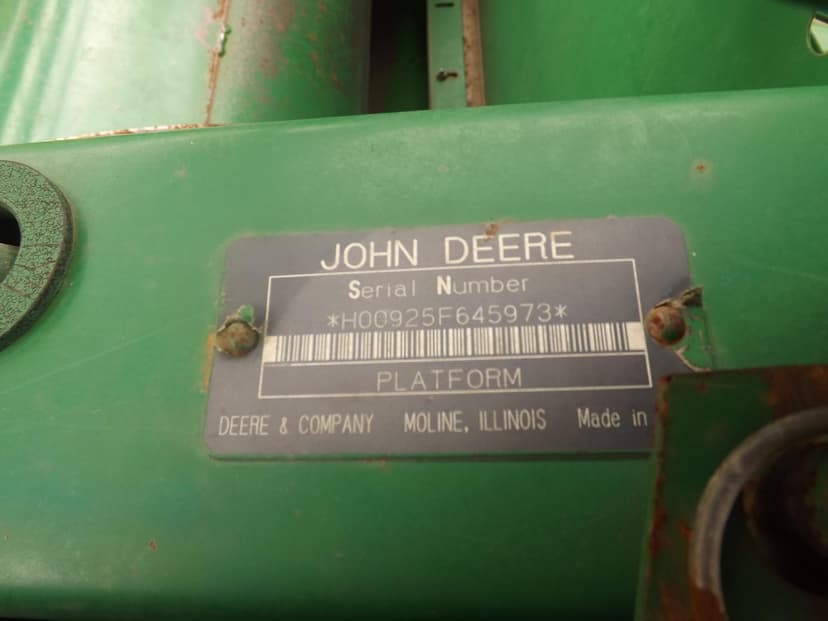 JOHN DEERE
Serial Number
*H00925F645973*
PLATFORM
DEERE & COMPANY MOLINE, ILLINOIS Made in